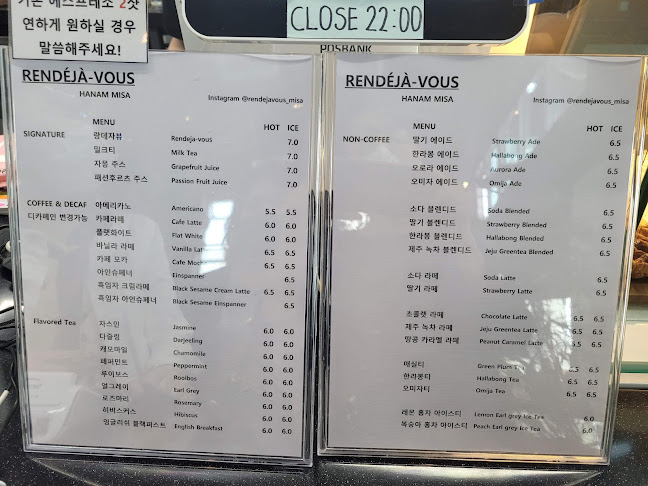 기본 에스프레소 2샷
연하게 원하실 경우
말씀해주세요!
CLOSE 22:00
POSBANK
RENDÉJÀ-VOUS
HANAM MISA
Instagram @rendejavous_misa
MENU HOT ICE
SIGNATURE 랑데자뷰 Rendeja-vous 7.0
밀크티 Milk Tea 7.0
자몽 주스 Grapefruit Juice 7.0
패션후르츠 주스 Passion Fruit Juice 7.0
COFFEE & DECAF 아메리카노 Americano 5.5 5.5
디카페인 변경가능 카페라떼 Cafe Latte 6.0 6.0
플랫화이트 Flat White 6.0 6.0
바닐라 라떼 Vanilla Latte 6.5 6.5
카페 모카 Cafe Mocha 6.5 6.5
아인슈페너 Einspanner 6.5
흑임자 크림라떼 Black Sesame Cream Latte 6.5 6.5
흑임자 아인슈페너 Black Sesame Einspanner 6.5
Flavored Tea 자스민 Jasmine 6.0 6.0
다즐링 Darjeeling 6.0 6.0
캐모마일 Chamomile 6.0 6.0
페퍼민트 Peppermint 6.0 6.0
루이보스 Rooibos 6.0 6.0
얼그레이 Earl Grey 6.0 6.0
로즈마리 Rosemary 6.0 6.0
히비스커스 Hibiscus 6.0 6.0
잉글리쉬 블랙퍼스트 English Breakfast 6.0 6.0
RENDÉJÀ-VOUS
HANAM MISA
Instagram @rendejavous_misa
MENU HOT ICE
NON-COFFEE 딸기 에이드 Strawberry Ade 6.5
한라봉 에이드 Hallabong Ade 6.5
오로라 에이드 Aurora Ade 6.5
오미자 에이드 Omija Ade 6.5
소다 블렌디드 Soda Blended 6.5
딸기 블렌디드 Strawberry Blended 6.5
한라봉 블렌디드 Hallabong Blended 6.5
제주 녹차 블렌디드 Jeju Greentea Blended 6.5
소다 라떼 Soda Latte 6.5
딸기 라떼 Strawberry Latte 6.5
초콜렛 라떼 Chocolate Latte 6.5 6.5
제주 녹차 라떼 Jeju Greentea Latte 6.5 6.5
땅콩 카라멜 라떼 Peanut Caramel Latte 6.5 6.5
매실티 Green Plum Tea 6.5 6.5
한라봉티 Hallabong Tea 6.5 6.5
오미자티 Omija Tea 6.5 6.5
레몬 홍차 아이스티 Lemon Earl grey Ice Tea 6.0
복숭아 홍차 아이스티 Peach Earl grey Ice Tea 6.0